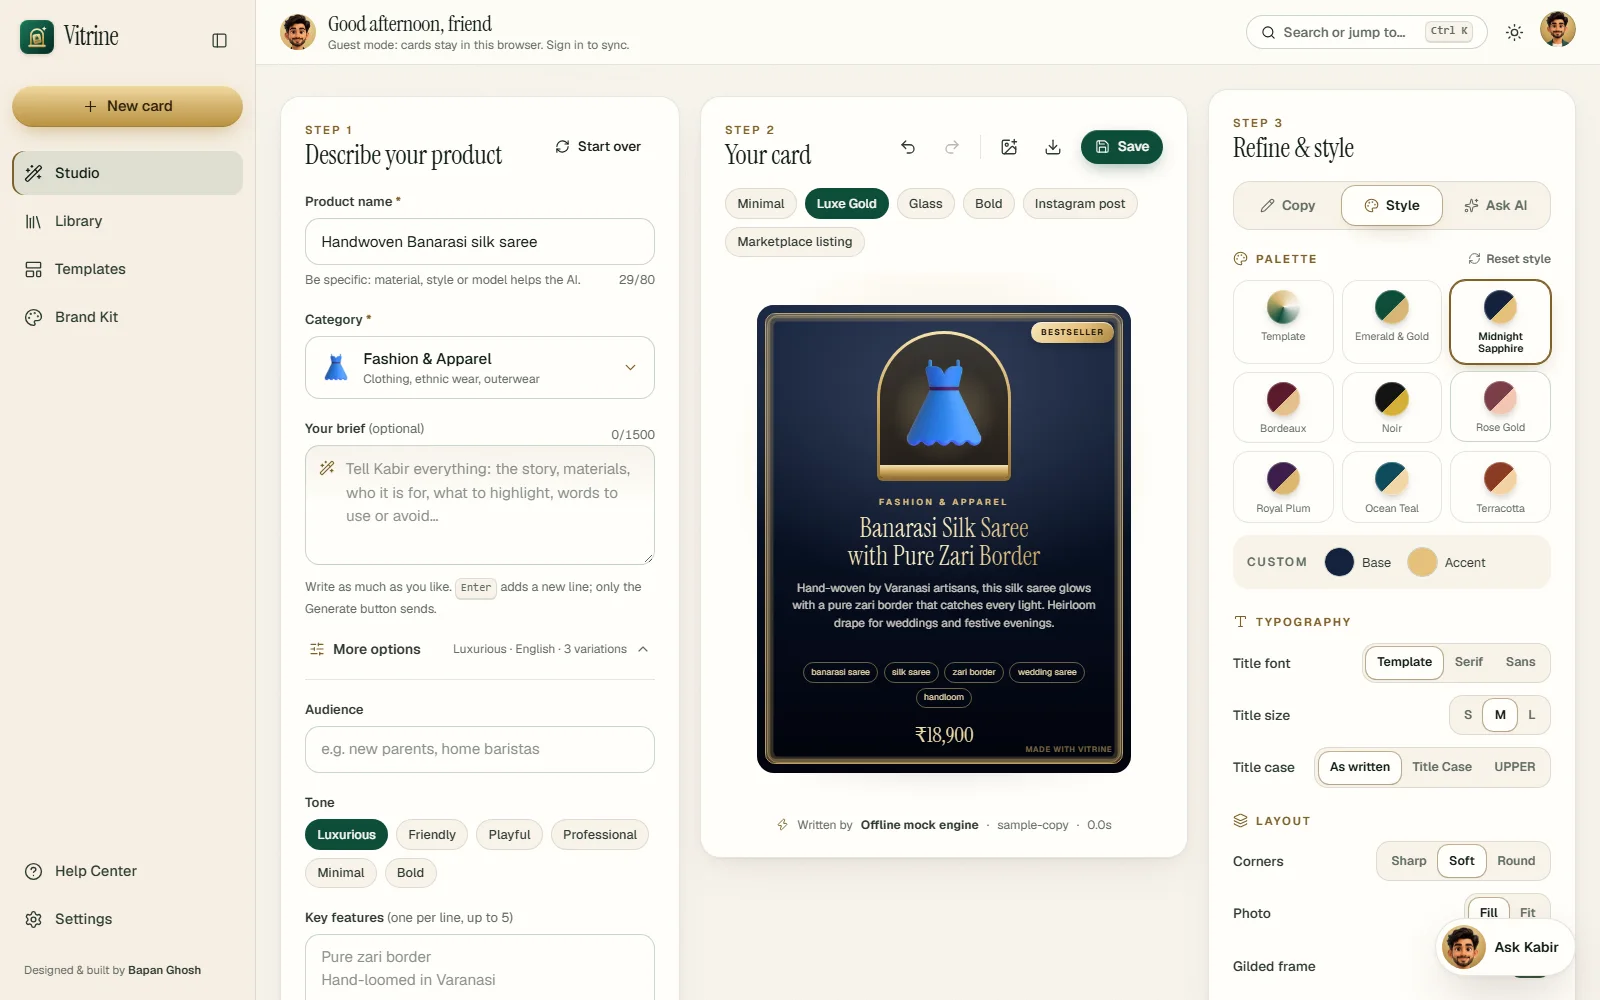 Vitrine
New card
Studio
Library
Templates
Brand Kit
Help Center
Settings
Designed & built by Bapan Ghosh
Good afternoon, friend
Guest mode: cards stay in this browser. Sign in to sync.
Search or jump to... Ctrl K
STEP 1
Describe your product
Start over
Product name *
Handwoven Banarasi silk saree
Be specific: material, style or model helps the AI. 29/80
Category *
Fashion & Apparel
Clothing, ethnic wear, outerwear
Your brief (optional) 0/1500
Tell Kabir everything: the story, materials,
who it is for, what to highlight, words to
use or avoid...
Write as much as you like. Enter adds a new line; only the
Generate button sends.
More options Luxurious · English · 3 variations
Audience
e.g. new parents, home baristas
Tone
Luxurious Friendly Playful Professional
Minimal Bold
Key features (one per line, up to 5)
Pure zari border
Hand-loomed in Varanasi
STEP 2
Your card
Save
Minimal Luxe Gold Glass Bold Instagram post
Marketplace listing
BESTSELLER
FASHION & APPAREL
Banarasi Silk Saree
with Pure Zari Border
Hand-woven by Varanasi artisans, this silk saree glows
with a pure zari border that catches every light. Heirloom
drape for weddings and festive evenings.
banarasi saree silk saree zari border wedding saree
handloom
₹18,900
MADE WITH VITRINE
Written by Offline mock engine · sample-copy · 0.0s
STEP 3
Refine & style
Copy Style Ask AI
PALETTE Reset style
Template Emerald & Gold Midnight
Sapphire
Bordeaux Noir Rose Gold
Royal Plum Ocean Teal Terracotta
CUSTOM Base Accent
TYPOGRAPHY
Title font Template Serif Sans
Title size S M L
Title case As written Title Case UPPER
LAYOUT
Corners Sharp Soft Round
Photo Fill Fit
Gilded frame
Ask Kabir